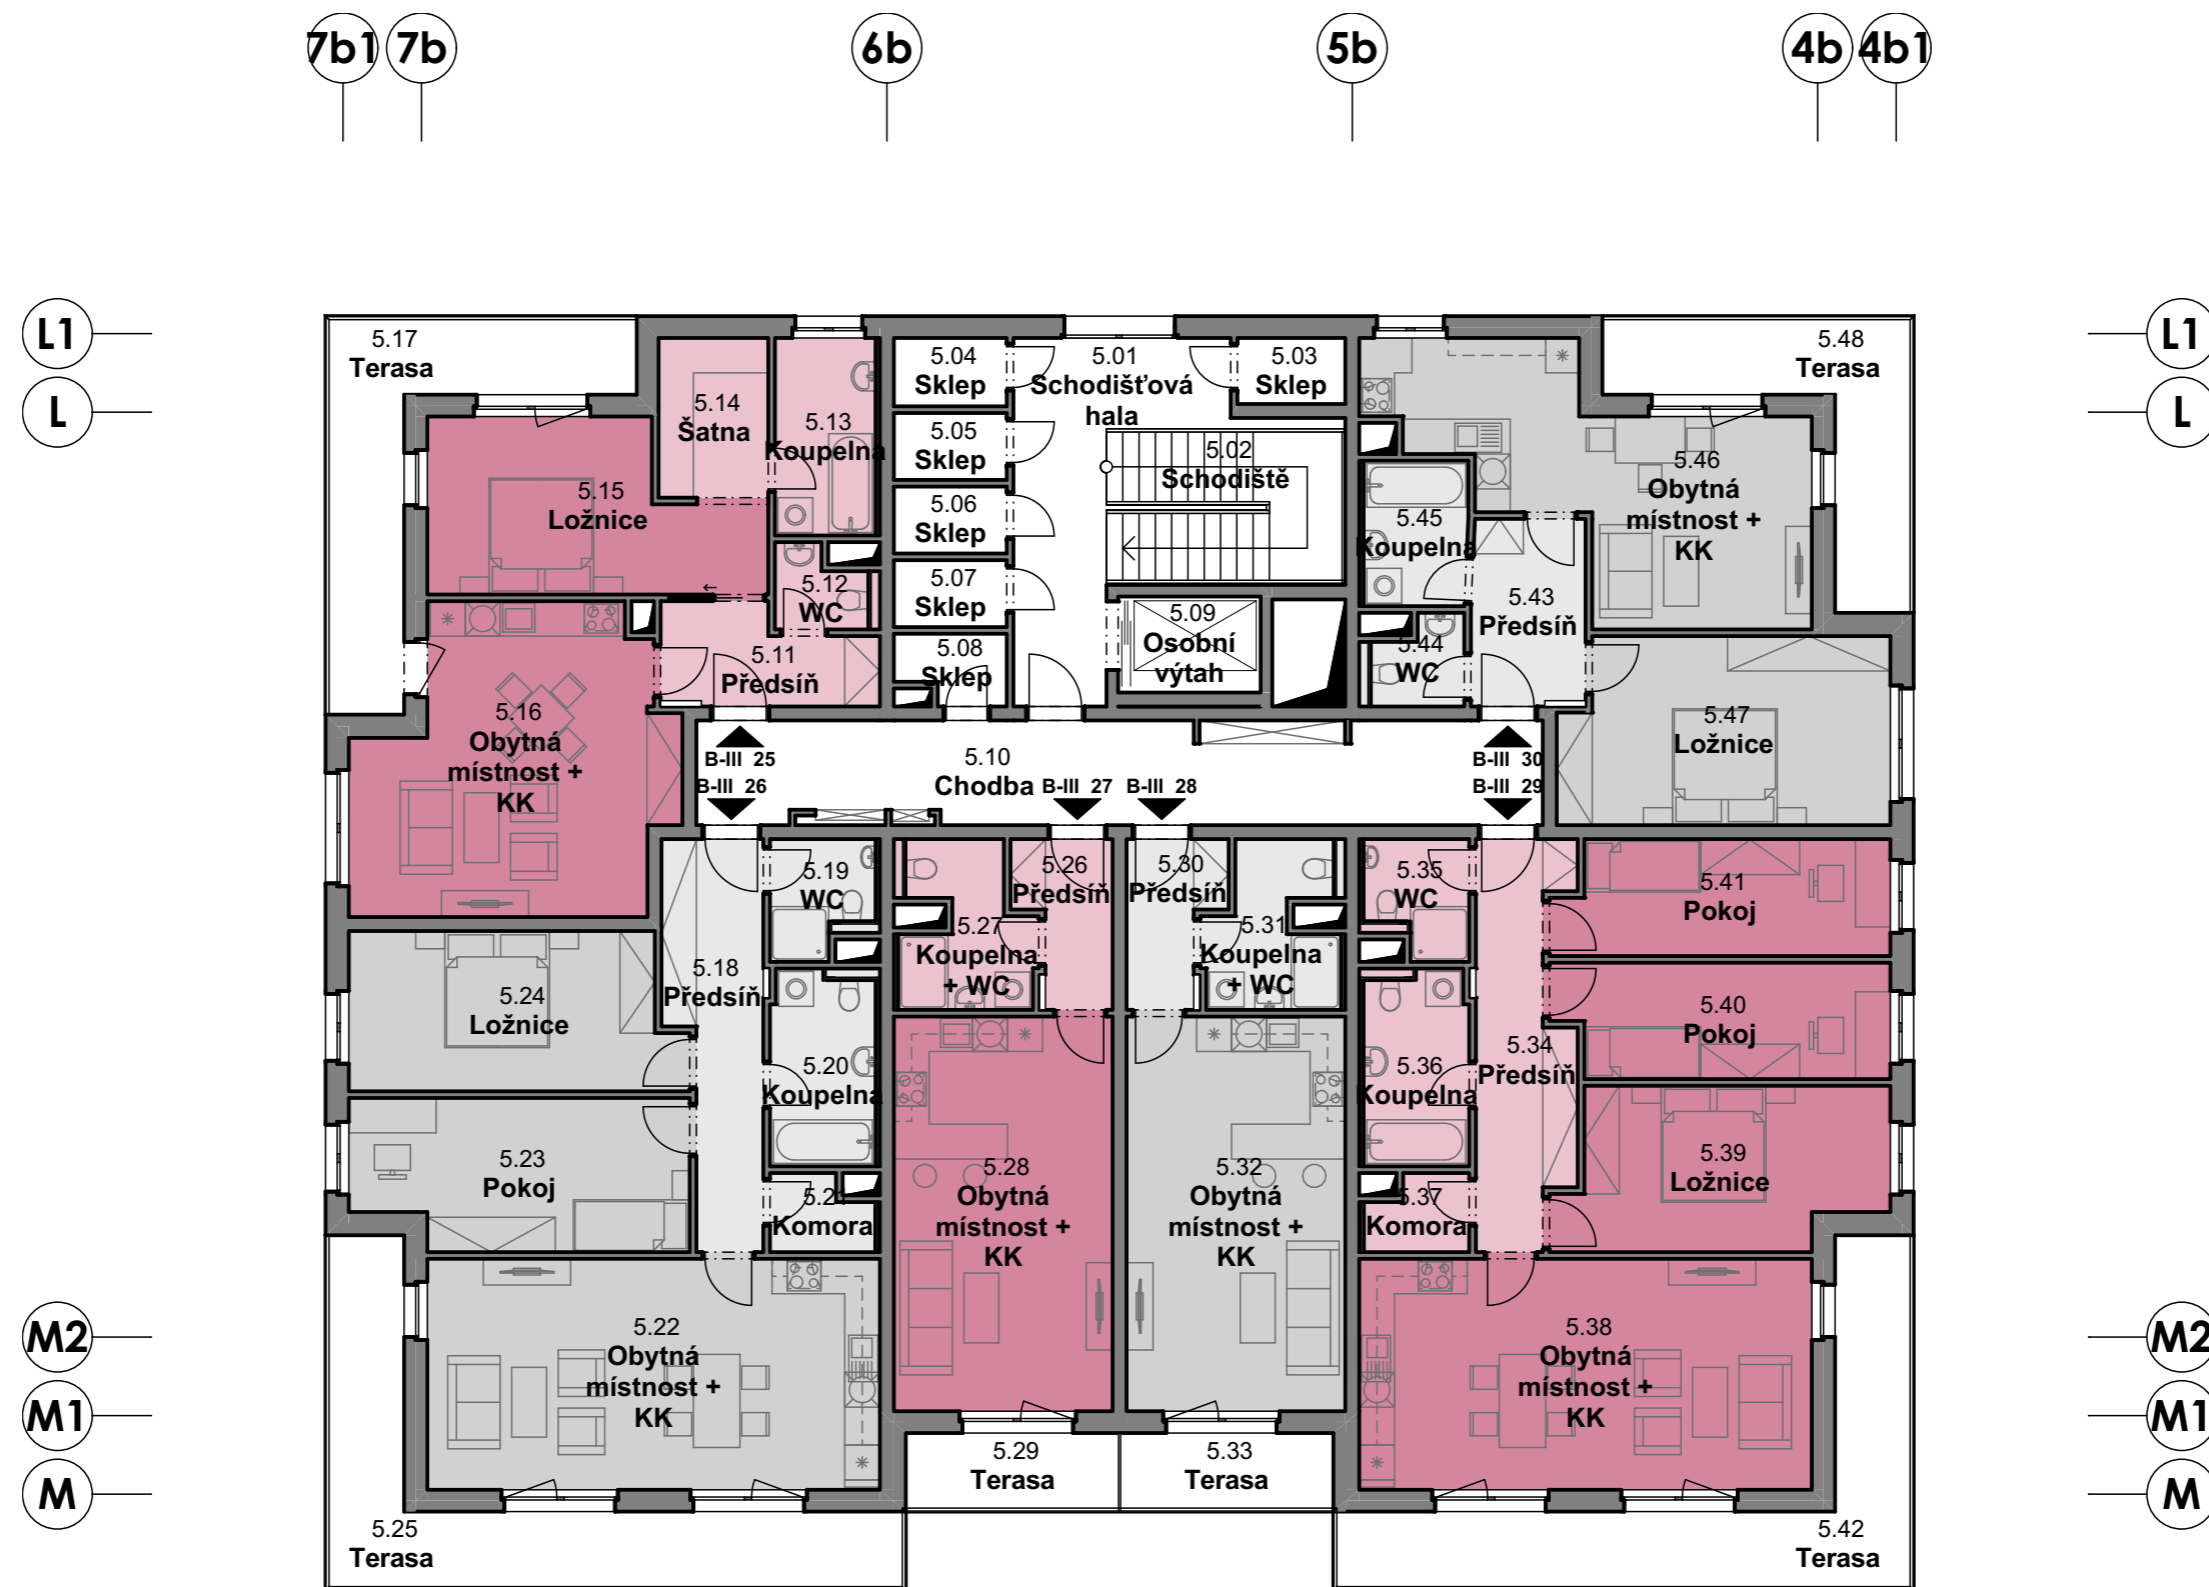 7b1 7b 6b 5b 4b 4b1
L1
L1
L
L
5.17
Terasa
5.14
Šatna
5.13
Koupelna
5.04
Sklep
5.01
Schodišťová
hala
5.03
Sklep
5.48
Terasa
5.05
Sklep
5.02
Schodiště
5.15
Ložnice
5.06
Sklep
5.45
Koupelna
5.46
Obytná
místnost +
KK
5.12
WC
5.07
Sklep
5.09
Osobní
výtah
5.43
Předsíň
5.11
Předsíň
5.08
Sklep
5.44
WC
5.16
Obytná
místnost +
KK
5.47
Ložnice
B-III 25
B-III 26
5.10
Chodba
B-III 27
B-III 28
B-III 30
B-III 29
5.19
WC
5.26
Předsíň
5.30
Předsíň
5.35
WC
5.41
Pokoj
5.27
Koupelna
+ WC
5.31
Koupelna
+ WC
5.18
Předsíň
5.24
Ložnice
5.40
Pokoj
5.20
Koupelna
5.36
Koupelna
5.34
Předsíň
5.23
Pokoj
5.28
Obytná
místnost +
KK
5.32
Obytná
místnost +
KK
5.39
Ložnice
5.21
Komora
5.37
Komora
5.22
Obytná
místnost +
KK
5.38
Obytná
místnost +
KK
M2
M2
M1
M1
M
M
5.29
Terasa
5.33
Terasa
5.25
Terasa
5.42
Terasa